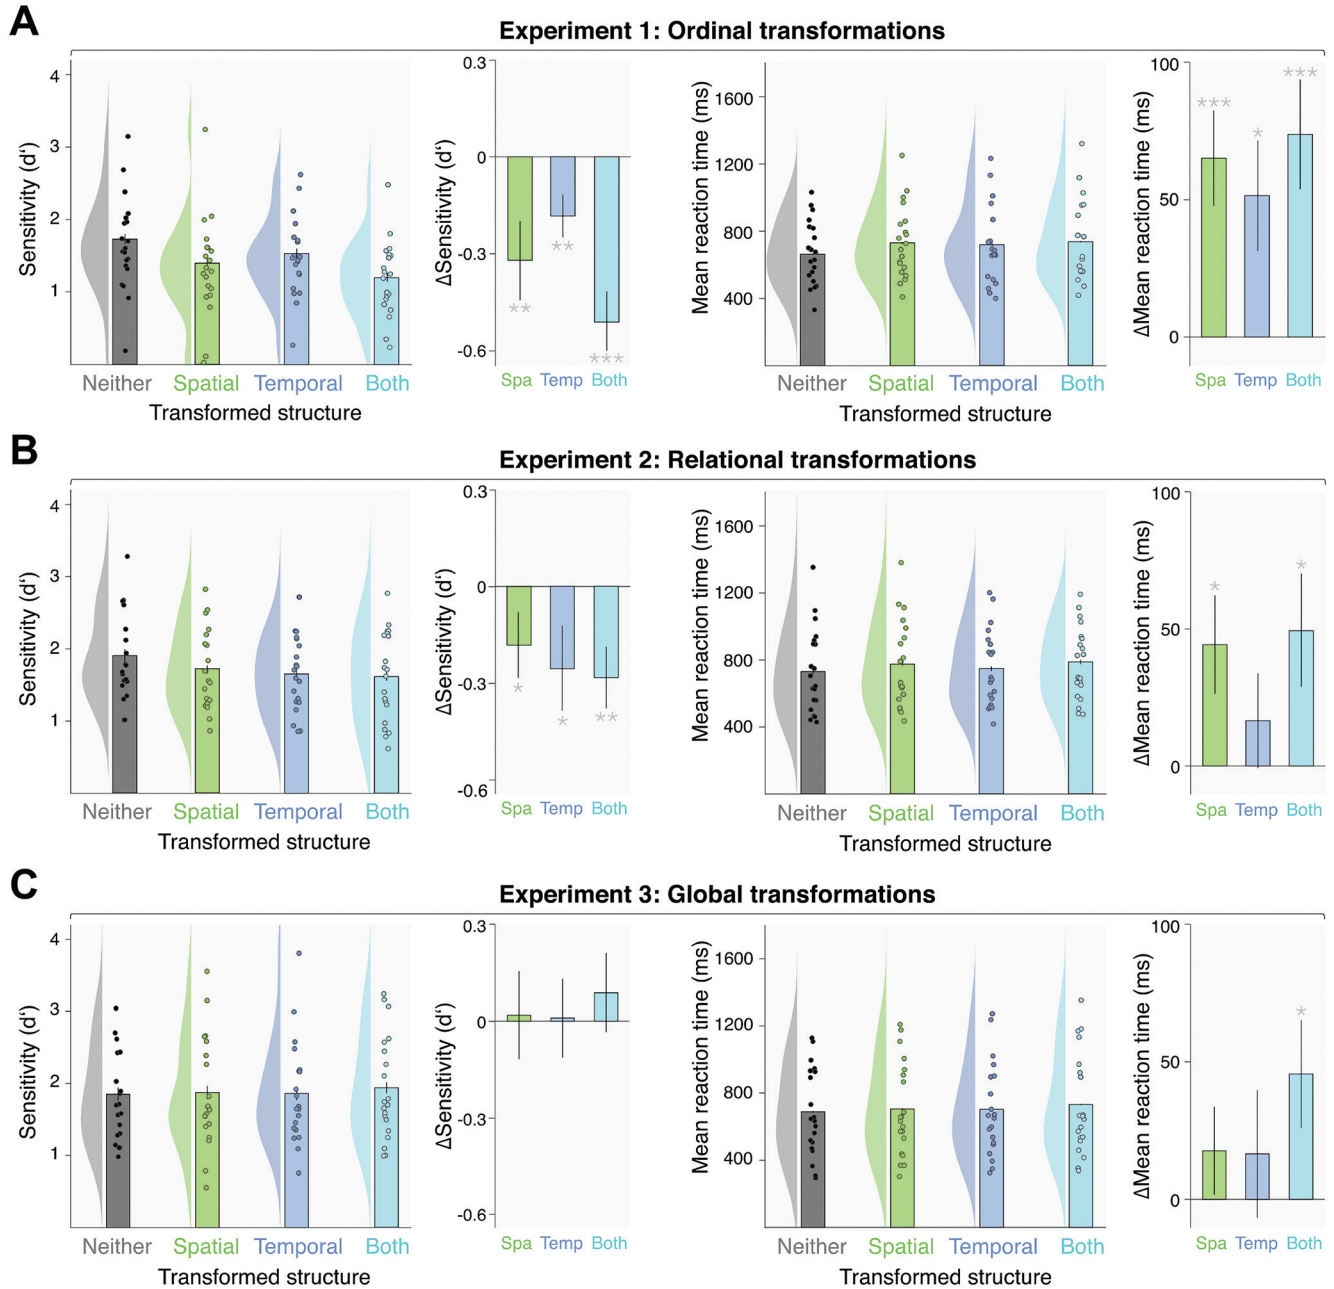 A
Experiment 1: Ordinal transformations
Sensitivity (d‘)
4
3
2
1
Neither Spatial Temporal Both
Transformed structure
ΔSensitivity (d‘)
0.3
0
-0.3
-0.6
** ** ***
Spa Temp Both
Mean reaction time (ms)
1600
1200
800
400
Neither Spatial Temporal Both
Transformed structure
ΔMean reaction time (ms)
100
50
0
*** * ***
Spa Temp Both
B
Experiment 2: Relational transformations
Sensitivity (d‘)
4
3
2
1
Neither Spatial Temporal Both
Transformed structure
ΔSensitivity (d‘)
0.3
0
-0.3
-0.6
* * **
Spa Temp Both
Mean reaction time (ms)
1600
1200
800
400
Neither Spatial Temporal Both
Transformed structure
ΔMean reaction time (ms)
100
50
0
* *
Spa Temp Both
C
Experiment 3: Global transformations
Sensitivity (d‘)
4
3
2
1
Neither Spatial Temporal Both
Transformed structure
ΔSensitivity (d‘)
0.3
0
-0.3
-0.6
Spa Temp Both
Mean reaction time (ms)
1600
1200
800
400
Neither Spatial Temporal Both
Transformed structure
ΔMean reaction time (ms)
100
50
0
*
Spa Temp Both